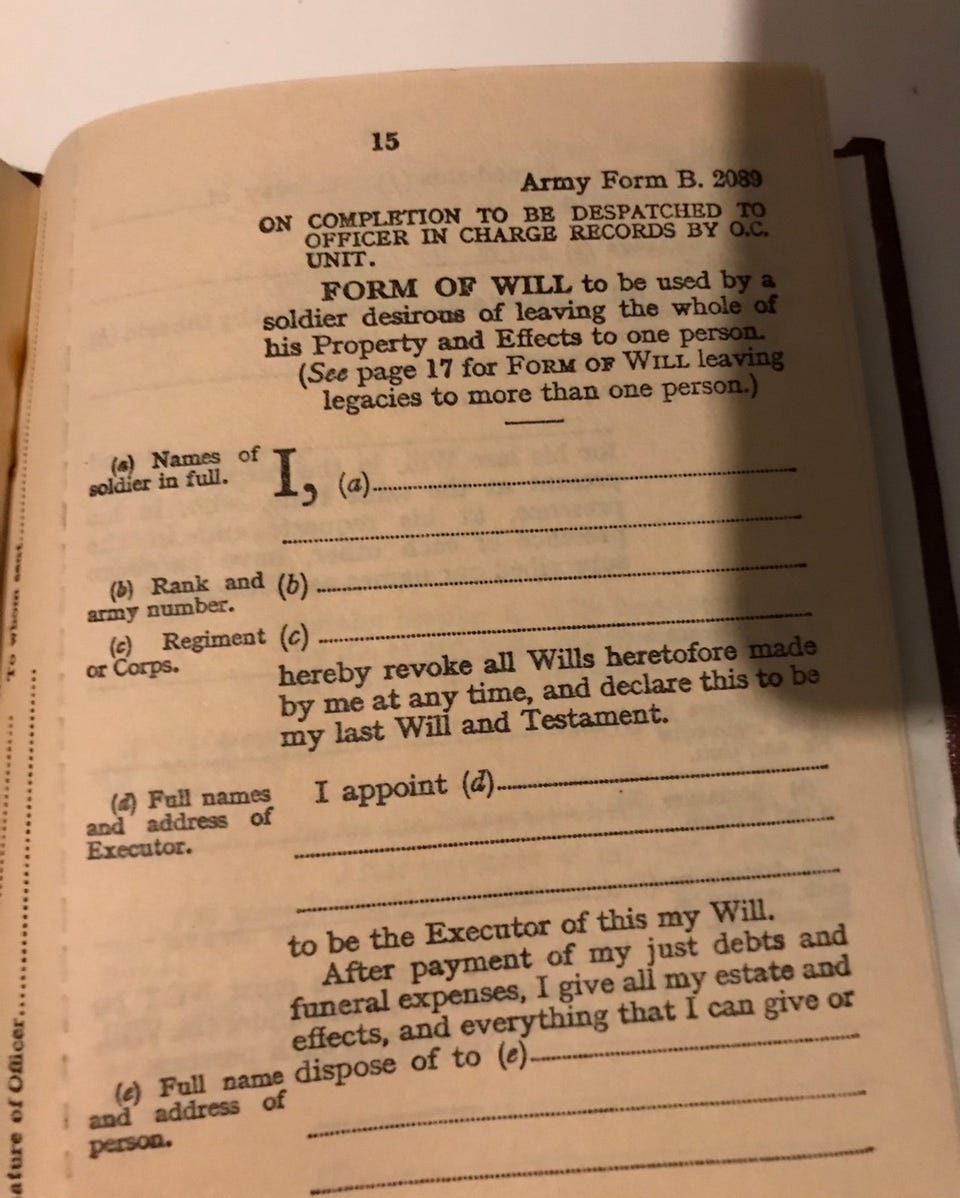 15
Army Form B. 2089
ON COMPLETION TO BE DESPATCHED TO
OFFICER IN CHARGE RECORDS BY O.C.
UNIT.
FORM OF WILL to be used by a
soldier desirous of leaving the whole of
his Property and Effects to one person.
(See page 17 for FORM OF WILL leaving
legacies to more than one person.)
(a) Names of
soldier in full.
I, (a)
(b) Rank and
army number.
(b)
(c) Regiment
or Corps.
(c)
hereby revoke all Wills heretofore made
by me at any time, and declare this to be
my last Will and Testament.
(d) Full names
and address of
Executor.
I appoint (d)
to be the Executor of this my Will.
After payment of my just debts and
funeral expenses, I give all my estate and
effects, and everything that I can give or
dispose of to (e)
(e) Full name
and address of
person.
To whom sent
ature of Officer